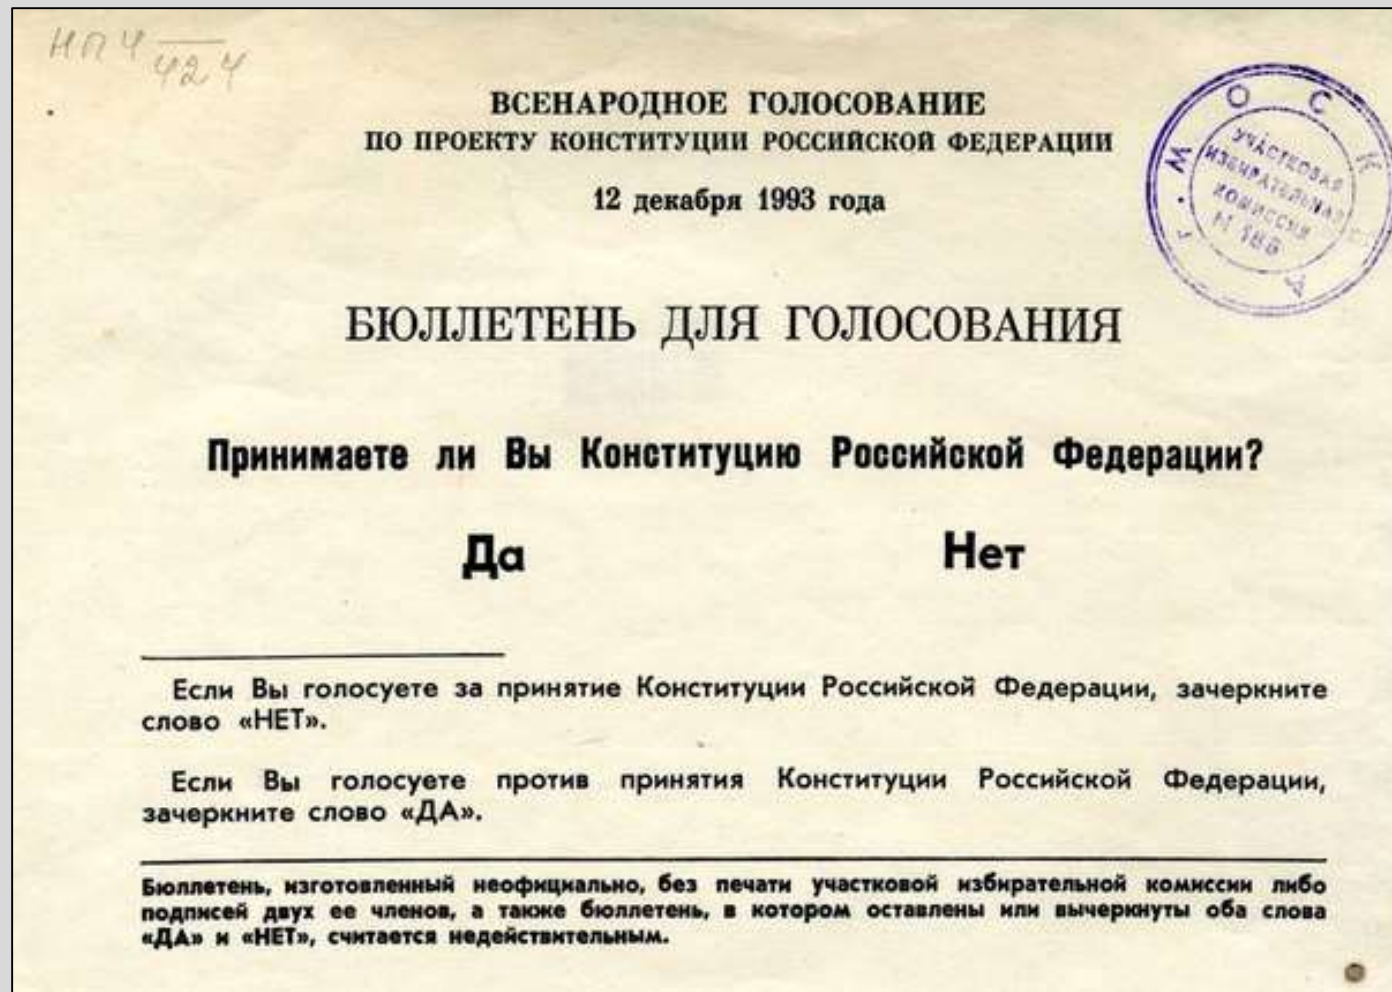 НПЧ
424
ВСЕНАРОДНОЕ ГОЛОСОВАНИЕ
ПО ПРОЕКТУ КОНСТИТУЦИИ РОССИЙСКОЙ ФЕДЕРАЦИИ
12 декабря 1993 года
г. МОСКВА
УЧАСТКОВАЯ
ИЗБИРАТЕЛЬНАЯ
КОМИССИЯ
БЮЛЛЕТЕНЬ ДЛЯ ГОЛОСОВАНИЯ
Принимаете ли Вы Конституцию Российской Федерации?
Да Нет
Если Вы голосуете за принятие Конституции Российской Федерации, зачеркните
слово «НЕТ».
Если Вы голосуете против принятия Конституции Российской Федерации,
зачеркните слово «ДА».
Бюллетень, изготовленный неофициально, без печати участковой избирательной комиссии либо
подписей двух ее членов, а также бюллетень, в котором оставлены или вычеркнуты оба слова
«ДА» и «НЕТ», считается недействительным.